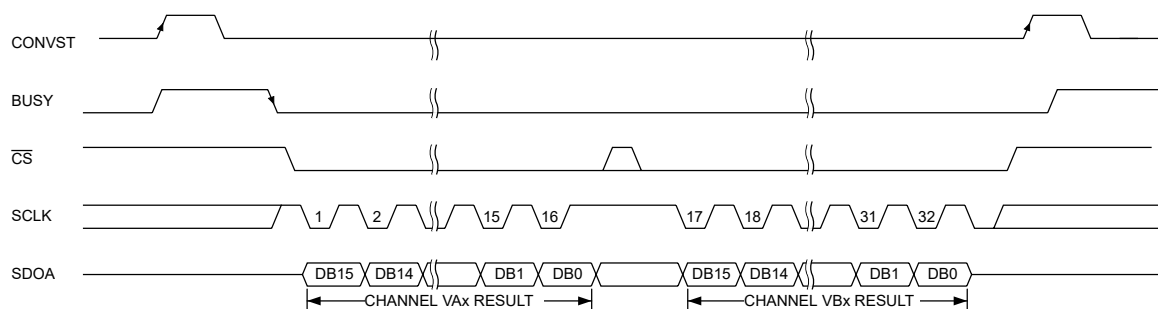 CONVST
BUSY
CS
SCLK 1 2 15 16 17 18 31 32
SDOA DB15 DB14 DB1 DB0 DB15 DB14 DB1 DB0
CHANNEL VAx RESULT CHANNEL VBx RESULT